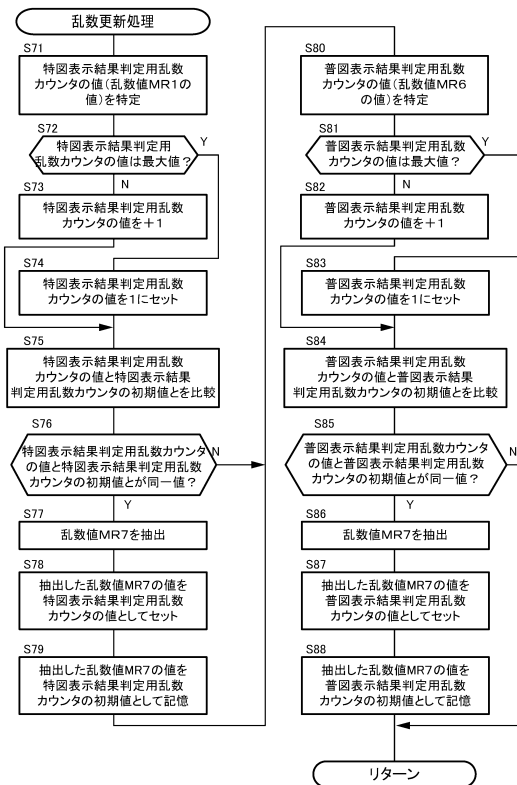 乱数更新処理
S71
特図表示結果判定用乱数
カウンタの値(乱数値MR1の
値)を特定
S72
特図表示結果判定用
乱数カウンタの値は最大値?
Y
N
S73
特図表示結果判定用乱数
カウンタの値を+1
S74
特図表示結果判定用乱数
カウンタの値を1にセット
S75
特図表示結果判定用乱数
カウンタの値と特図表示結果
判定用乱数カウンタの初期値とを比較
S76
特図表示結果判定用乱数カウンタ
の値と特図表示結果判定用乱数
カウンタの初期値とが同一値?
N
Y
S77
乱数値MR7を抽出
S78
抽出した乱数値MR7の値を
特図表示結果判定用乱数
カウンタの値としてセット
S79
抽出した乱数値MR7の値を
特図表示結果判定用乱数
カウンタの初期値として記憶
S80
普図表示結果判定用乱数
カウンタの値(乱数値MR6
の値)を特定
S81
普図表示結果判定用乱数
カウンタの値は最大値?
Y
N
S82
普図表示結果判定用乱数
カウンタの値を+1
S83
普図表示結果判定用乱数
カウンタの値を1にセット
S84
普図表示結果判定用乱数
カウンタの値と普図表示結果
判定用乱数カウンタの初期値とを比較
S85
普図表示結果判定用乱数カウンタ
の値と普図表示結果判定用乱数
カウンタの初期値とが同一値?
N
Y
S86
乱数値MR7を抽出
S87
抽出した乱数値MR7の値を
普図表示結果判定用乱数
カウンタの値としてセット
S88
抽出した乱数値MR7の値を
普図表示結果判定用乱数
カウンタの初期値として記憶
リターン